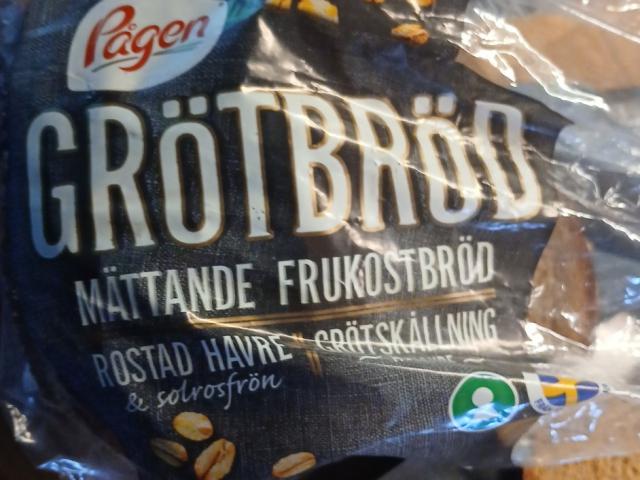 Pågen
GRÖTBRÖD
MÄTTANDE FRUKOSTBRÖD
ROSTAD HAVRE
& solrosfrön
GRÖTSKÅLLNING